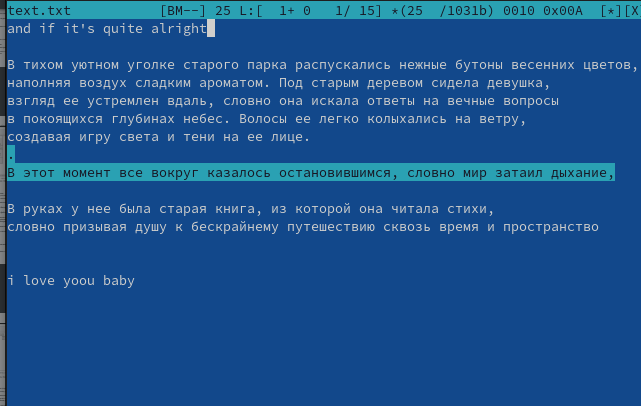 text.txt [BM--] 25 L:[ 1+ 0 1/ 15] *(25 /1031b) 0010 0x00A [*][X
and if it's quite alright
В тихом уютном уголке старого парка распускались нежные бутоны весенних цветов,
наполняя воздух сладким ароматом. Под старым деревом сидела девушка,
взгляд ее устремлен вдаль, словно она искала ответы на вечные вопросы
в покоящихся глубинах небес. Волосы ее легко колыхались на ветру,
создавая игру света и тени на ее лице.
.
В этот момент все вокруг казалось остановившимся, словно мир затаил дыхание,
В руках у нее была старая книга, из которой она читала стихи,
словно призывая душу к бескрайнему путешествию сквозь время и пространство
i love yoou baby